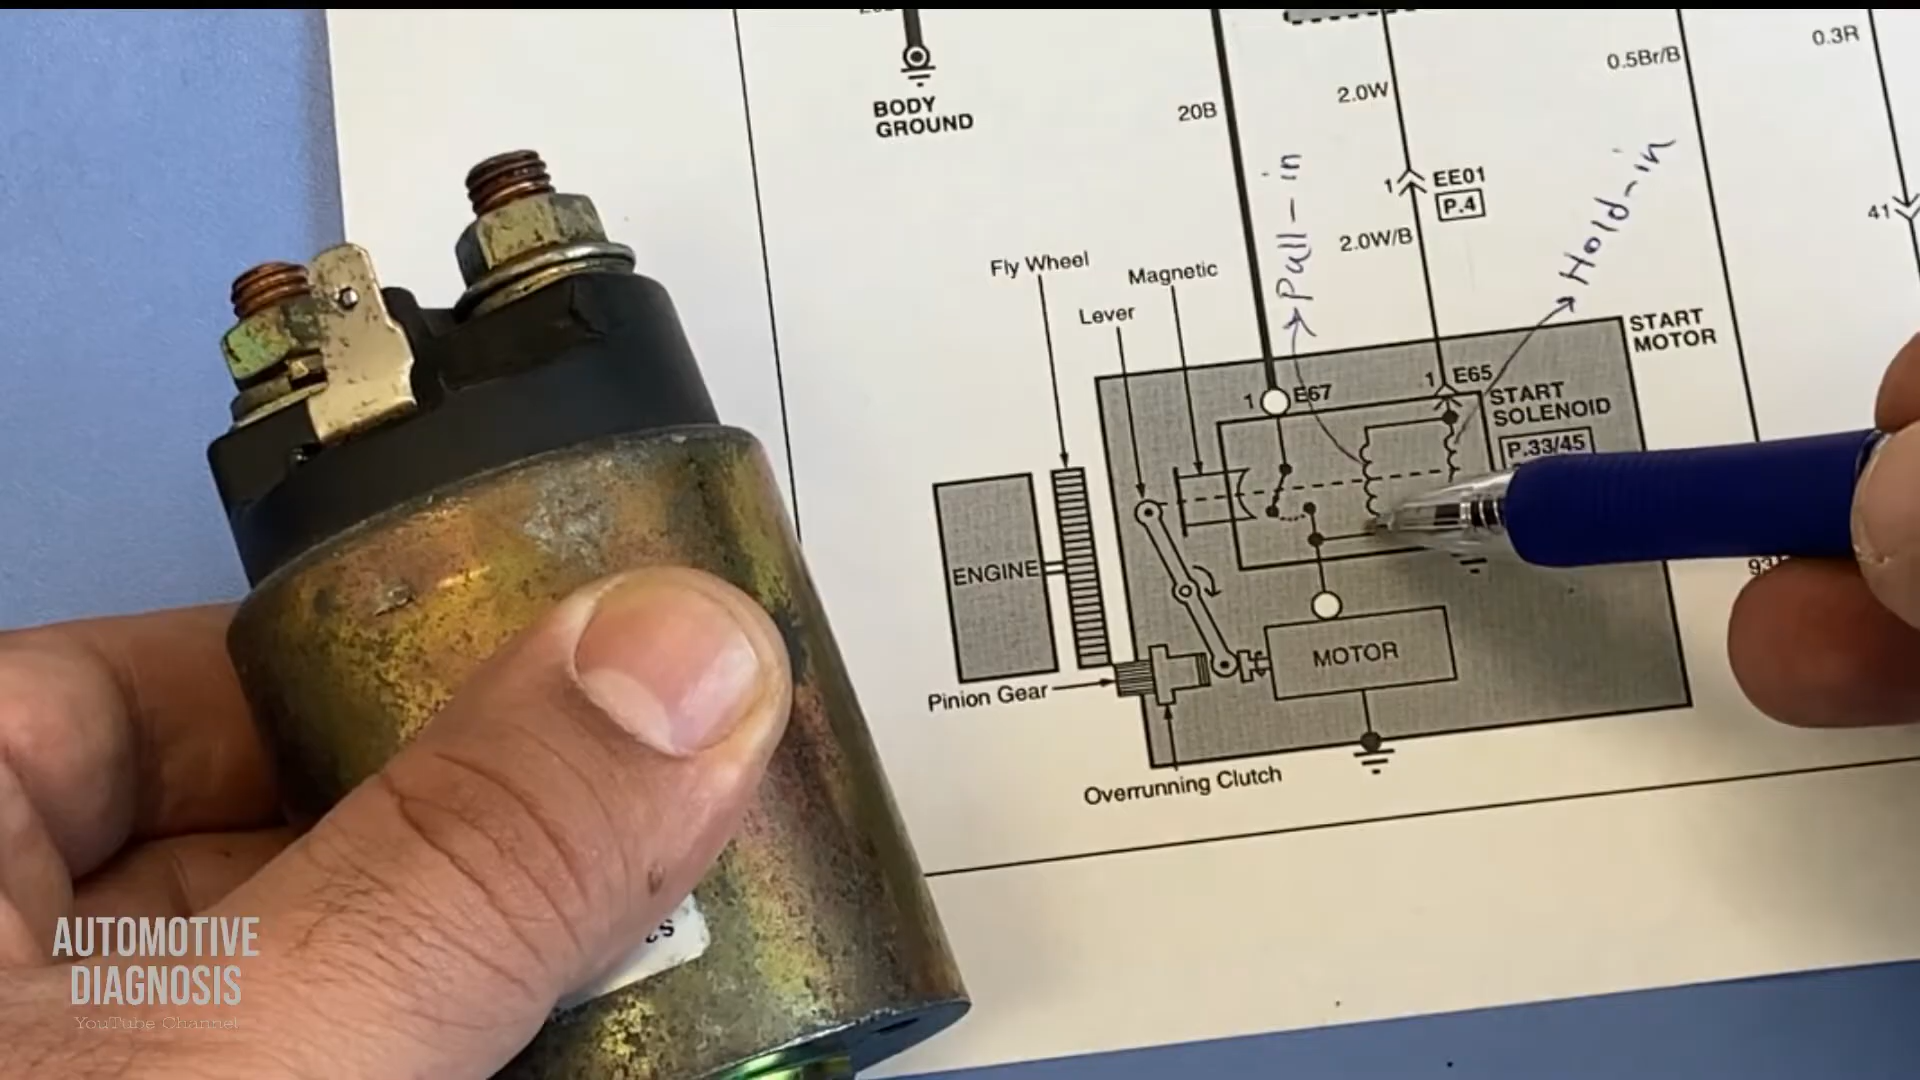 BODY
GROUND
20B
2.0W
0.5Br/B
0.3R
1
EE01
P.4
2.0W/B
41
Pull-in
Hold-in
Fly Wheel
Magnetic
Lever
START
MOTOR
1
E67
1
E65
START
SOLENOID
P.33/45
ENGINE
MOTOR
Pinion Gear
Overrunning Clutch
AUTOMOTIVE
DIAGNOSIS
YouTube Channel